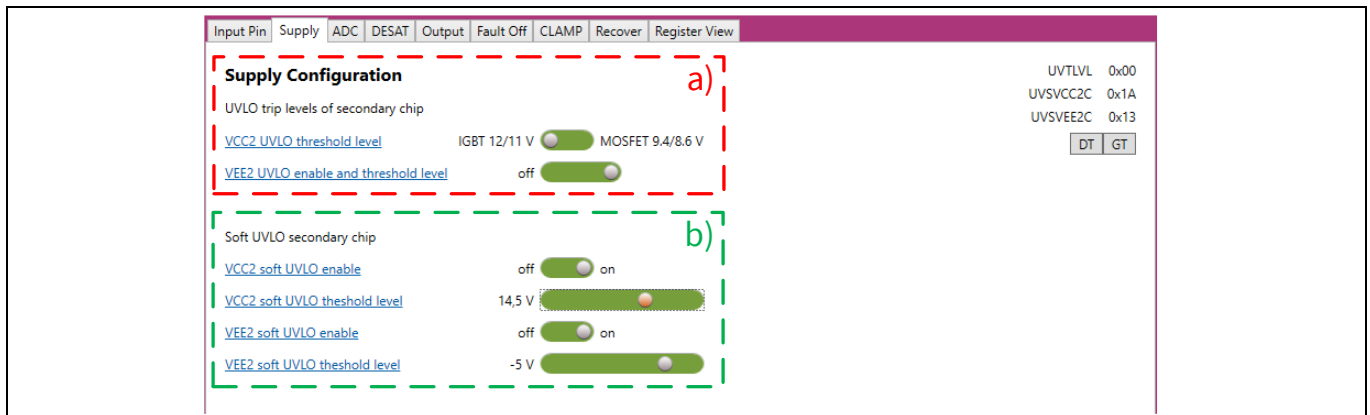 Input Pin Supply ADC DESAT Output Fault Off CLAMP Recover Register View
Supply Configuration a)
UVLO trip levels of secondary chip
VCC2 UVLO threshold level IGBT 12/11 V MOSFET 9.4/8.6 V
VEE2 UVLO enable and threshold level off
Soft UVLO secondary chip b)
VCC2 soft UVLO enable off on
VCC2 soft UVLO theshold level 14,5 V
VEE2 soft UVLO enable off on
VEE2 soft UVLO theshold level -5 V
UVTLVL 0x00
UVSVCC2C 0x1A
UVSVEE2C 0x13
DT GT